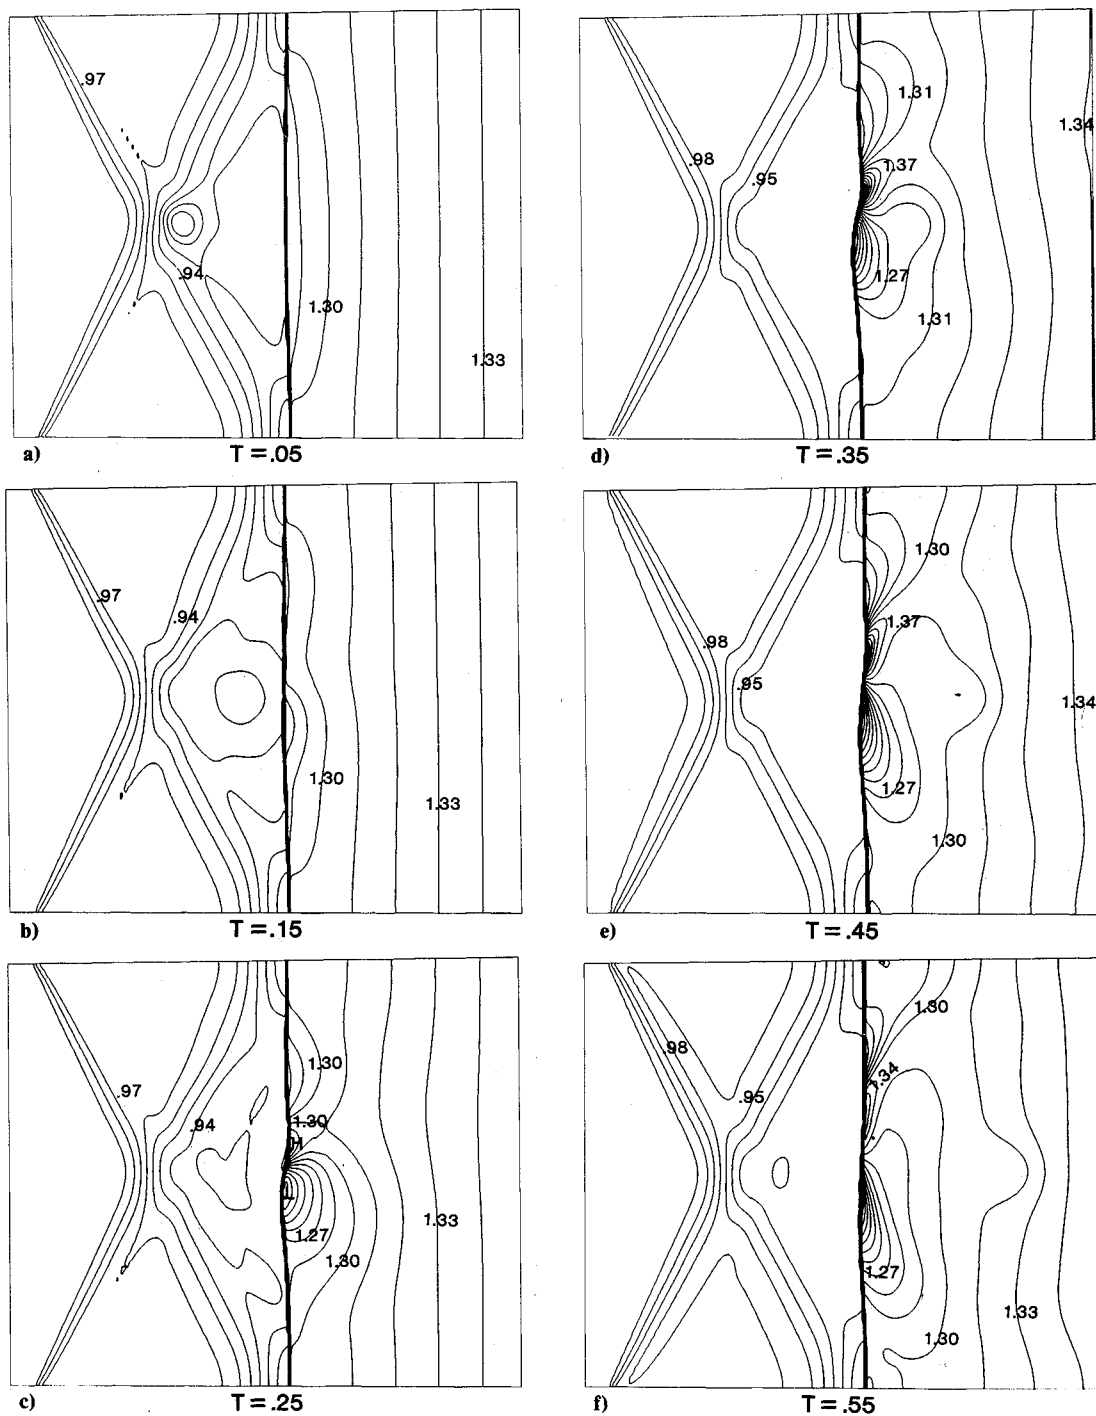 .97
.94
1.30
1.33
a)
T = .05
.97
.94
1.30
1.33
b)
T = .15
.97
.94
1.30
1.30
H
L
1.27
1.30
1.33
c)
T = .25
1.31
1.34
.98
.95
1.37
1.27
1.31
d)
T = .35
1.30
.98
1.37
.95
1.34
1.27
1.30
e)
T = .45
1.30
.98
1.34
.95
1.27
1.33
1.30
f)
T = .55